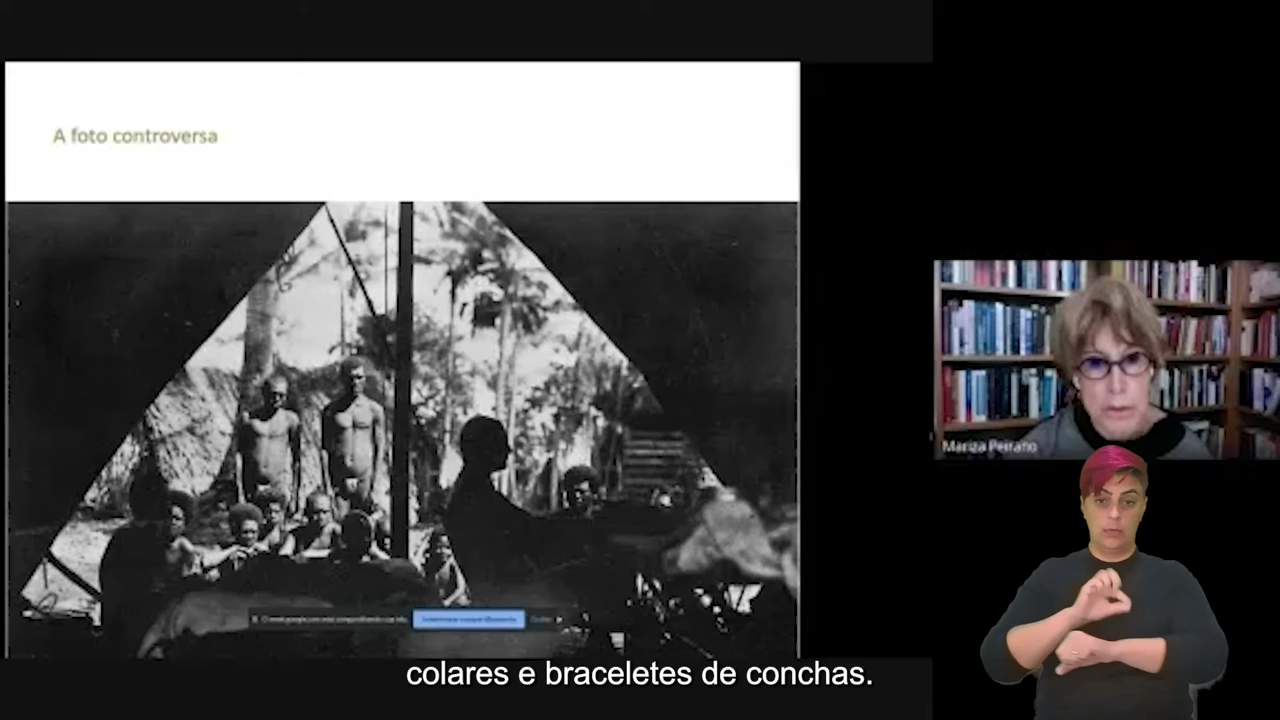 A foto controversa
Mariza Peirano
colares e braceletes de conchas.